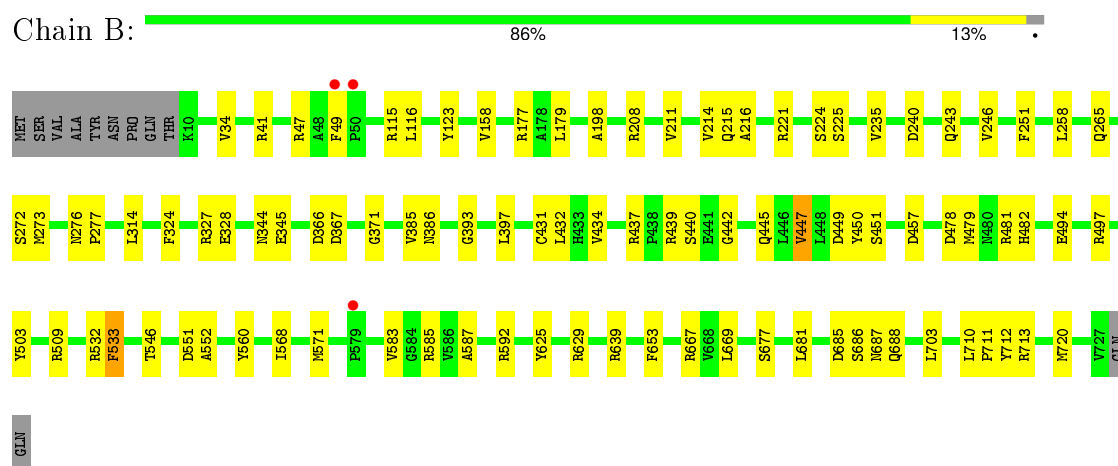 Chain B:
86% 13% •
MET SER VAL ALA TYR ASN PRO GLN THR K10 V34 R41 R47 A48 F49 P50 R115 L116 Y123 V158 R177 A178 L179 A198 R208 V211 V214 Q215 A216 R221 S224 S225 V235 D240 Q243 V246 F251 L258 Q265
S272 M273 N276 P277 L314 F324 R327 E328 N344 E345 D366 D367 G371 V385 N386 G393 L397 C431 L432 H433 V434 R437 P438 R439 S440 E441 G442 Q445 L446 V447 L448 D449 Y450 S451 D457 D478 M479 N480 R481 H482 E494 R497
Y503 R509 R532 F533 T546 D551 A552 Y560 I568 M571 P579 V583 G584 R585 V586 A587 R592 Y625 R629 R639 F653 R667 V668 L669 S677 L681 D685 S686 N687 Q688 L703 L710 P711 Y712 R713 M720 V727 GLN
GLN